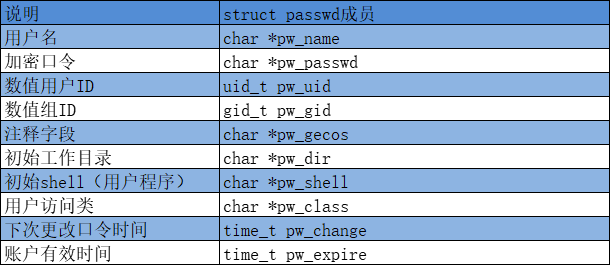 说明 struct passwd成员
用户名 char *pw_name
加密口令 char *pw_passwd
数值用户ID uid_t pw_uid
数值组ID gid_t pw_gid
注释字段 char *pw_gecos
初始工作目录 char *pw_dir
初始shell（用户程序） char *pw_shell
用户访问类 char *pw_class
下次更改口令时间 time_t pw_change
账户有效时间 time_t pw_expire